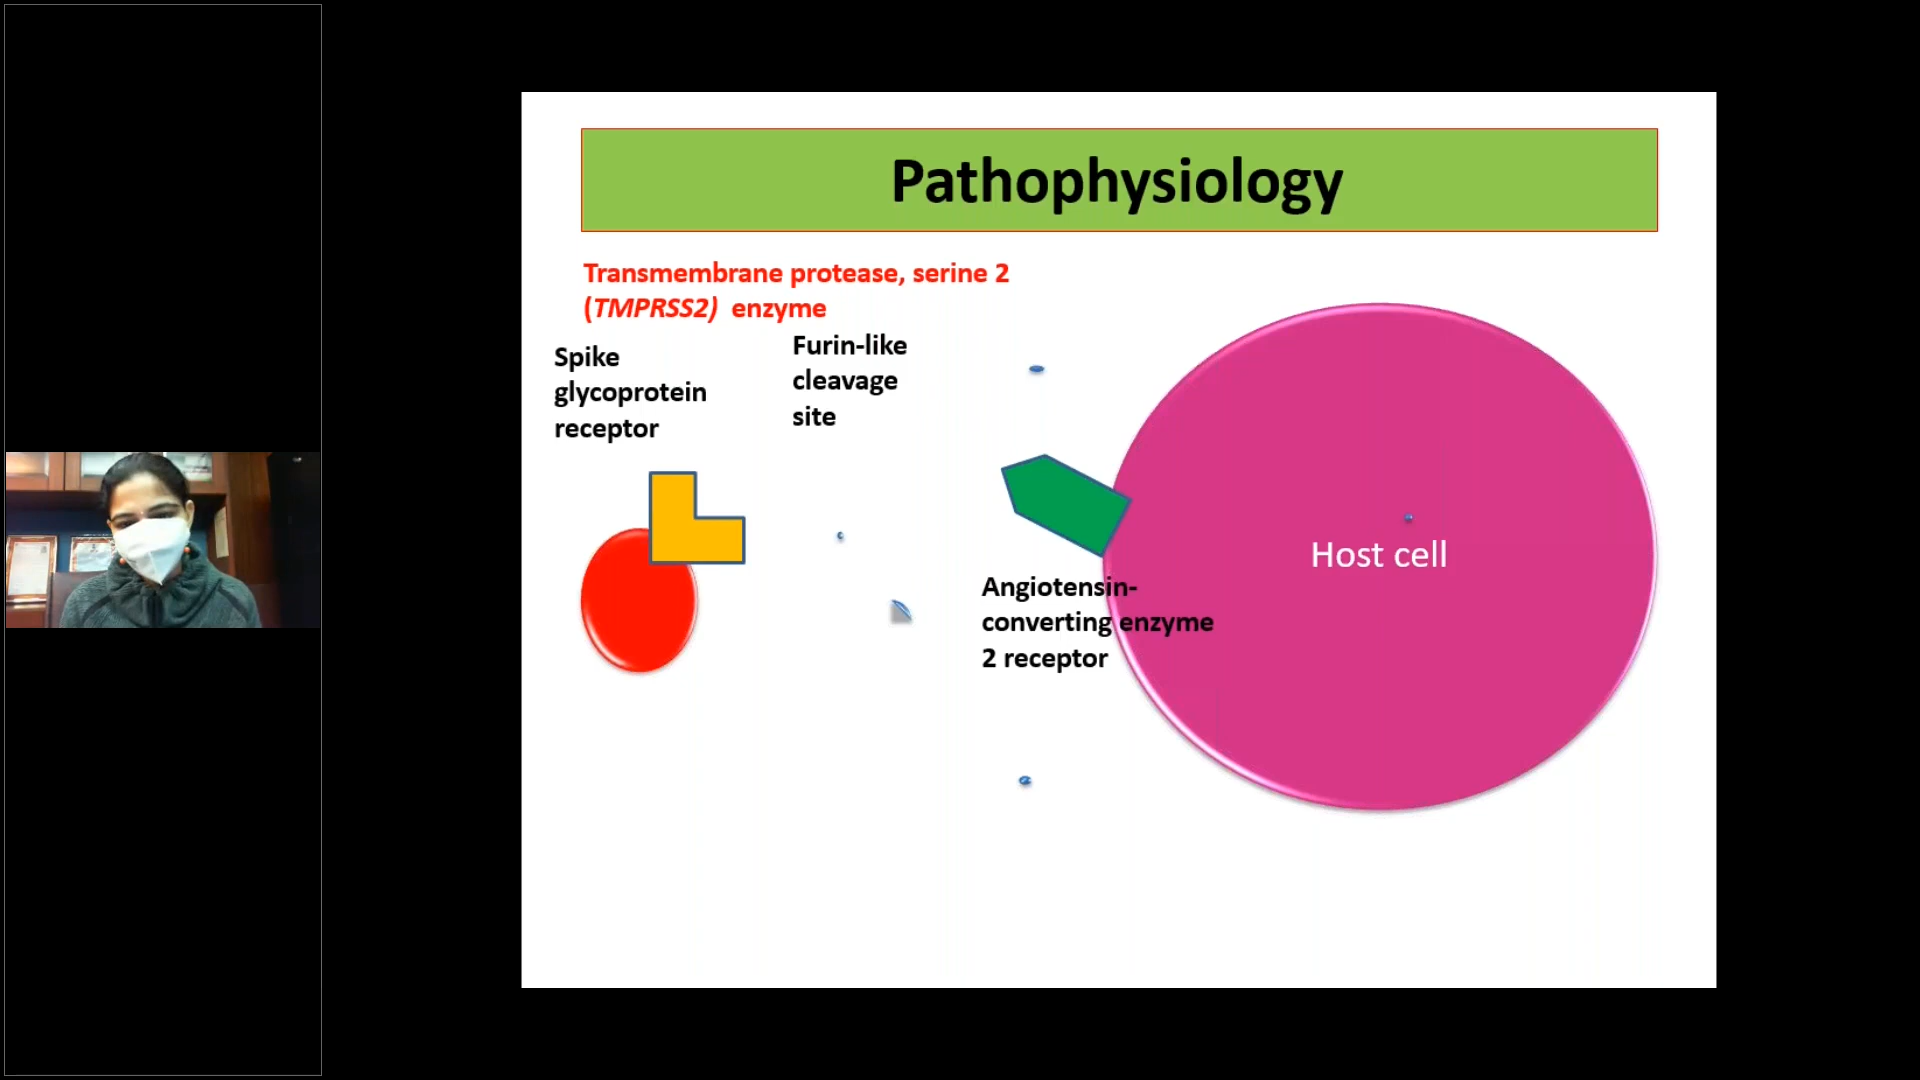 Pathophysiology
Transmembrane protease, serine 2
(TMPRSS2) enzyme
Spike
glycoprotein
receptor
Furin-like
cleavage
site
Host cell
Angiotensin-
converting enzyme
2 receptor